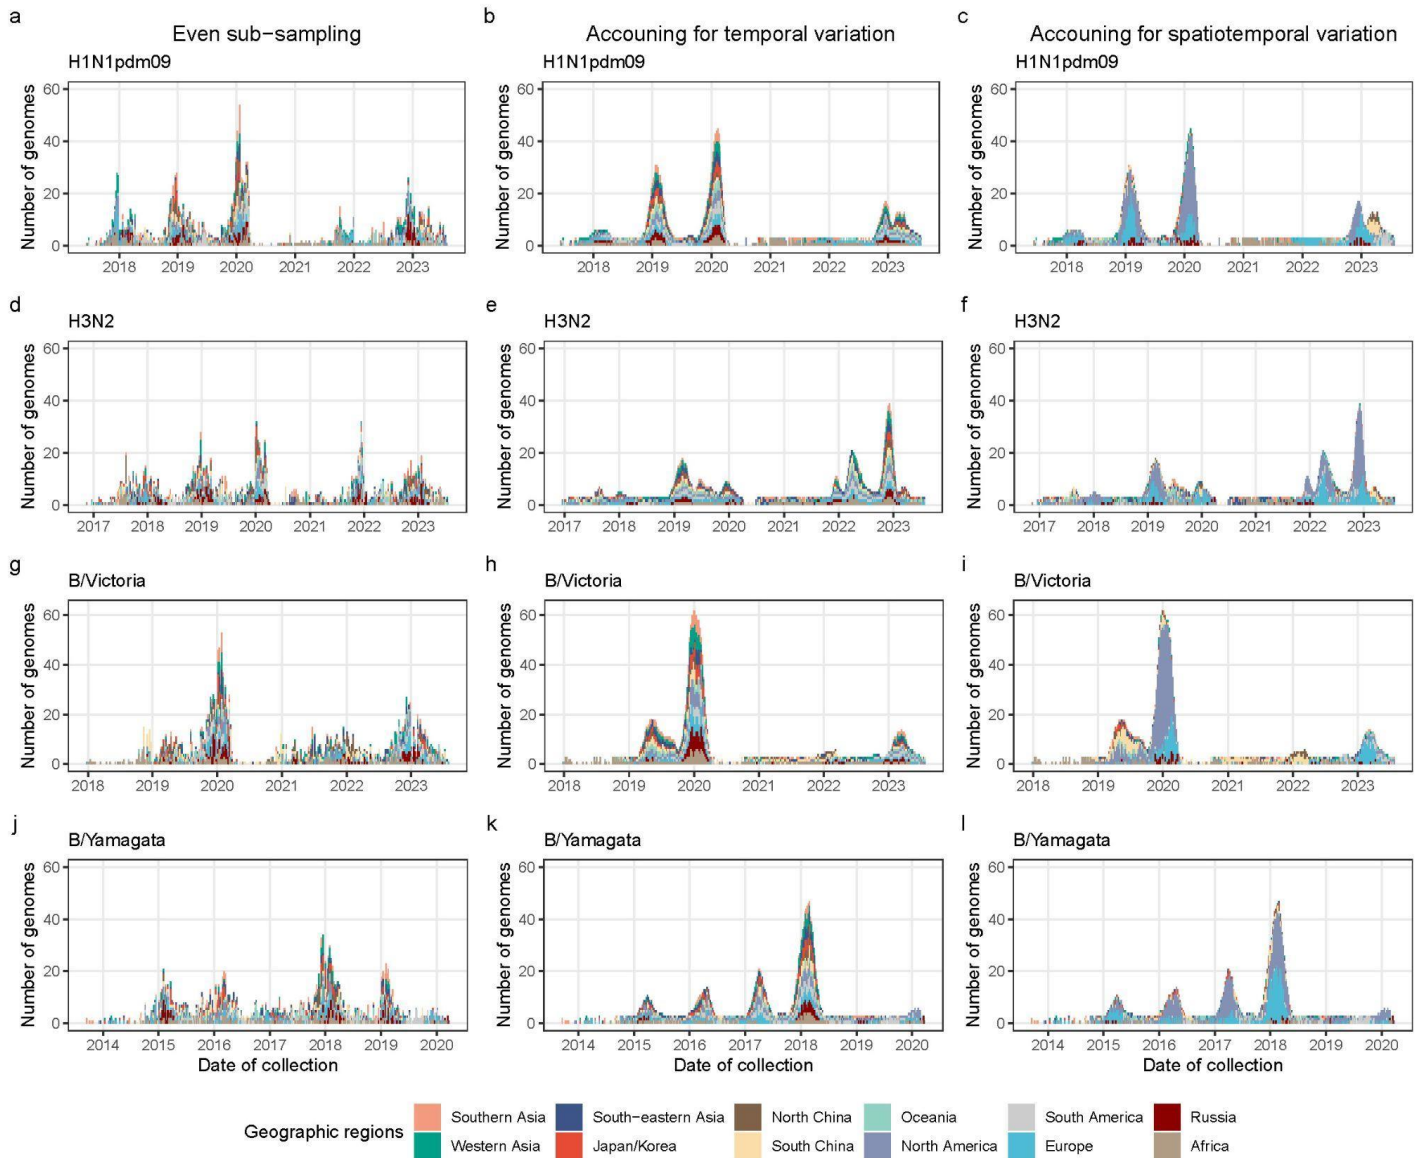 a
Even sub-sampling
H1N1pdm09
Number of genomes
60
40
20
0
2018 2019 2020 2021 2022 2023
b
Accouning for temporal variation
H1N1pdm09
Number of genomes
60
40
20
0
2018 2019 2020 2021 2022 2023
c
Accouning for spatiotemporal variation
H1N1pdm09
Number of genomes
60
40
20
0
2018 2019 2020 2021 2022 2023
d
H3N2
Number of genomes
60
40
20
0
2017 2018 2019 2020 2021 2022 2023
e
H3N2
Number of genomes
60
40
20
0
2017 2018 2019 2020 2021 2022 2023
f
H3N2
Number of genomes
60
40
20
0
2017 2018 2019 2020 2021 2022 2023
g
B/Victoria
Number of genomes
60
40
20
0
2018 2019 2020 2021 2022 2023
h
B/Victoria
Number of genomes
60
40
20
0
2018 2019 2020 2021 2022 2023
i
B/Victoria
Number of genomes
60
40
20
0
2018 2019 2020 2021 2022 2023
j
B/Yamagata
Number of genomes
60
40
20
0
2014 2015 2016 2017 2018 2019 2020
Date of collection
k
B/Yamagata
Number of genomes
60
40
20
0
2014 2015 2016 2017 2018 2019 2020
Date of collection
l
B/Yamagata
Number of genomes
60
40
20
0
2014 2015 2016 2017 2018 2019 2020
Date of collection
Geographic regions
Southern Asia South-eastern Asia North China Oceania South America Russia
Western Asia Japan/Korea South China North America Europe Africa